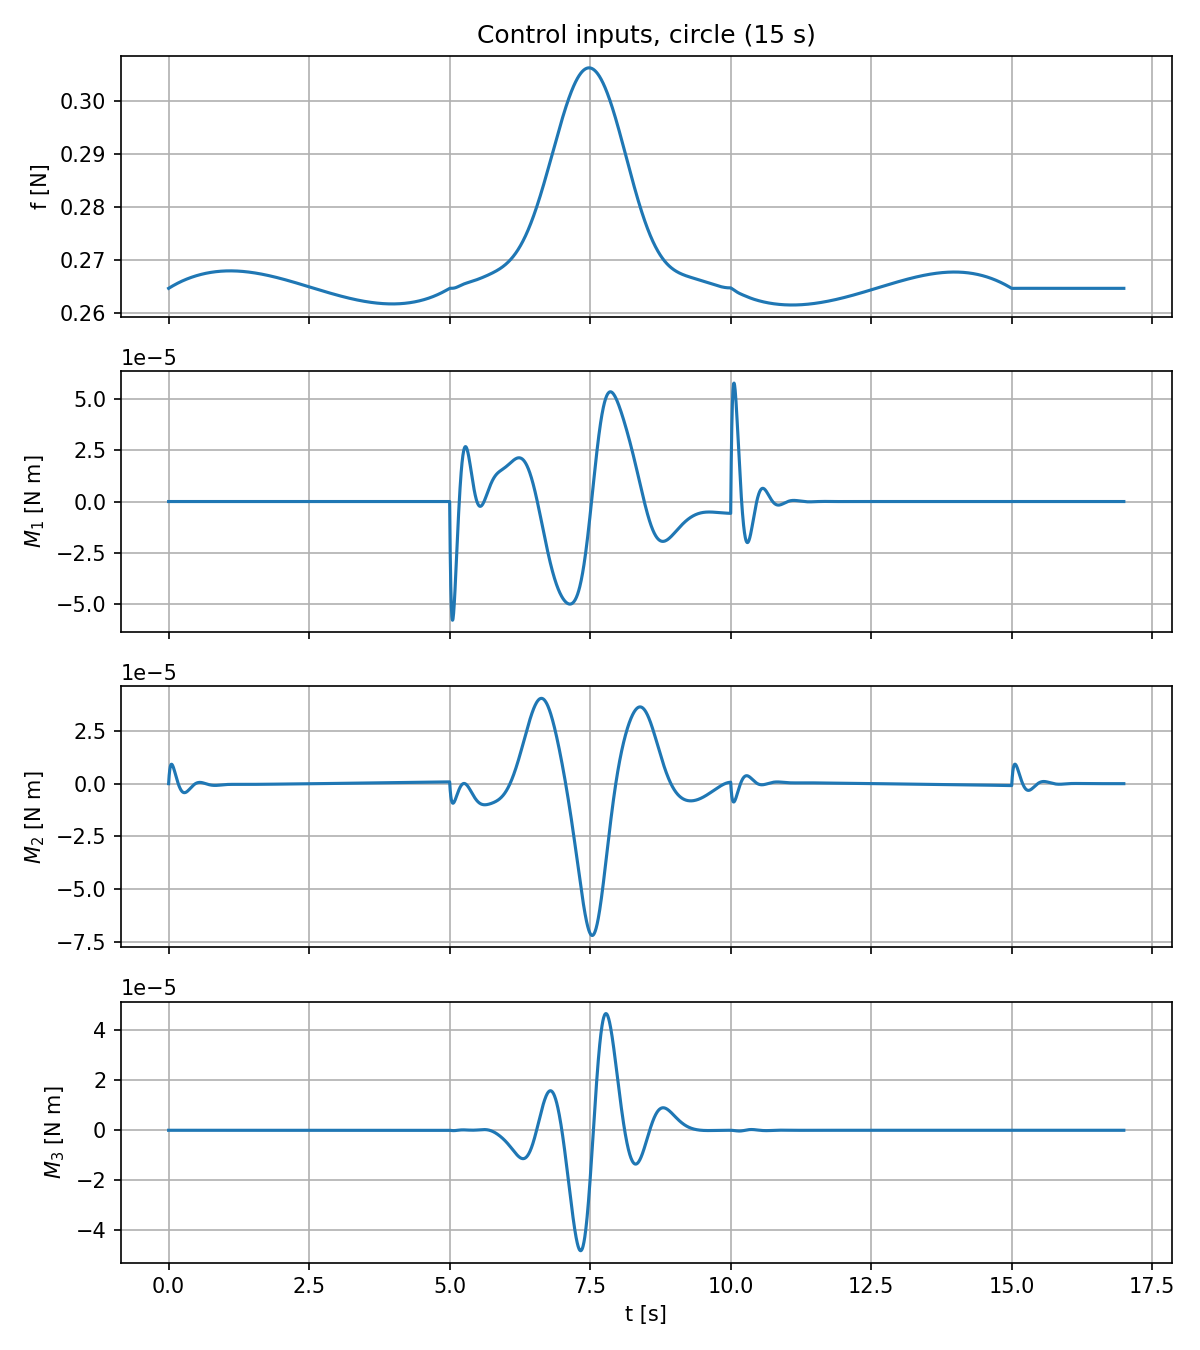 Control inputs, circle (15 s)
0.30
0.29
0.28
0.27
0.26
f [N]
1e−5
5.0
2.5
0.0
−2.5
−5.0
M₁ [N m]
1e−5
2.5
0.0
−2.5
−5.0
−7.5
M₂ [N m]
1e−5
4
2
0
−2
−4
M₃ [N m]
0.0 2.5 5.0 7.5 10.0 12.5 15.0 17.5
t [s]